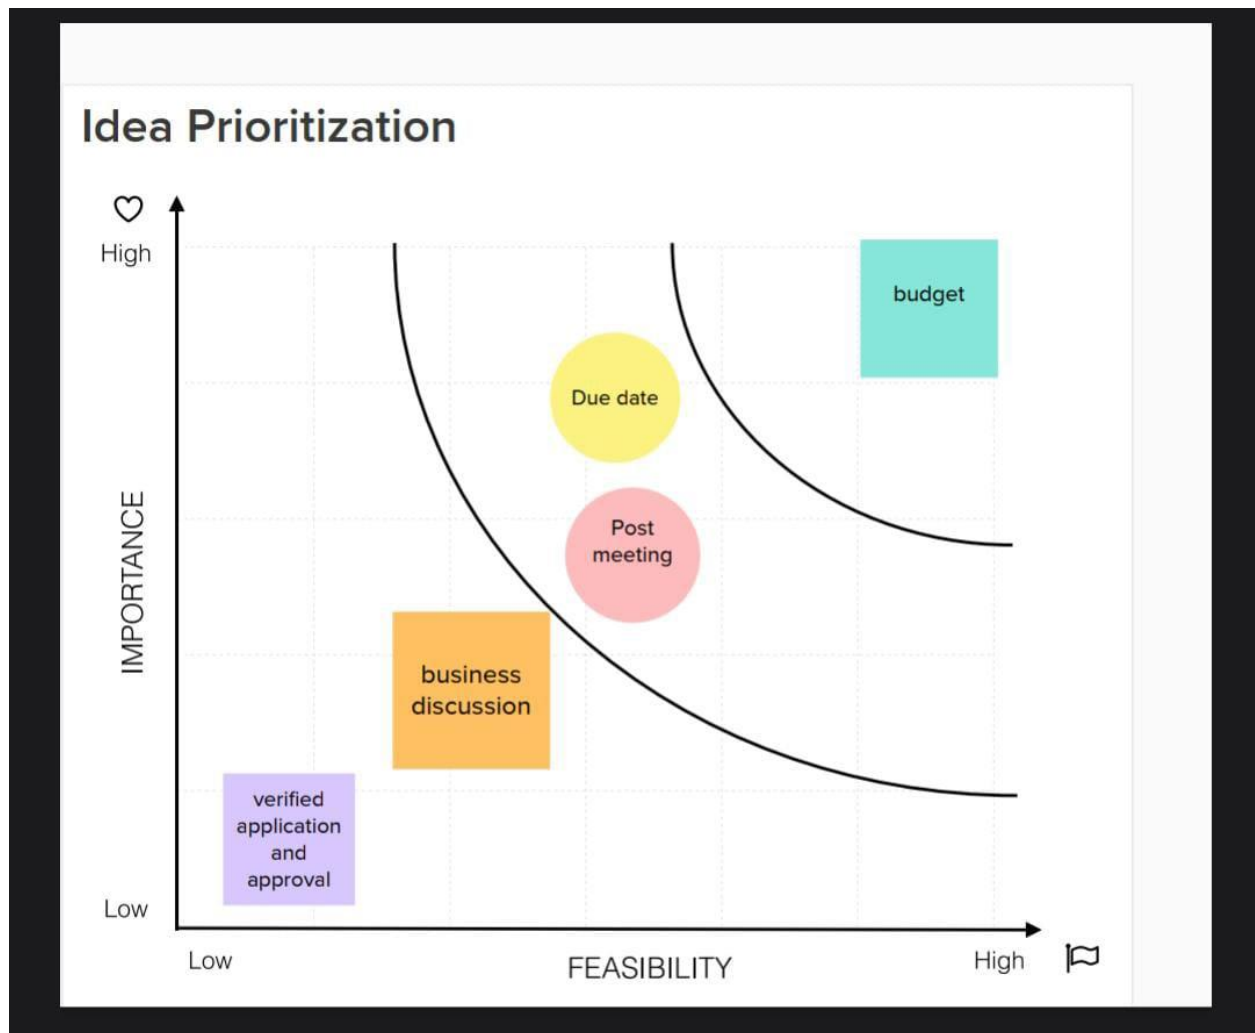 Idea Prioritization
High
budget
Due date
Post
meeting
IMPORTANCE
business
discussion
verified
application
and
approval
Low
Low
FEASIBILITY
High